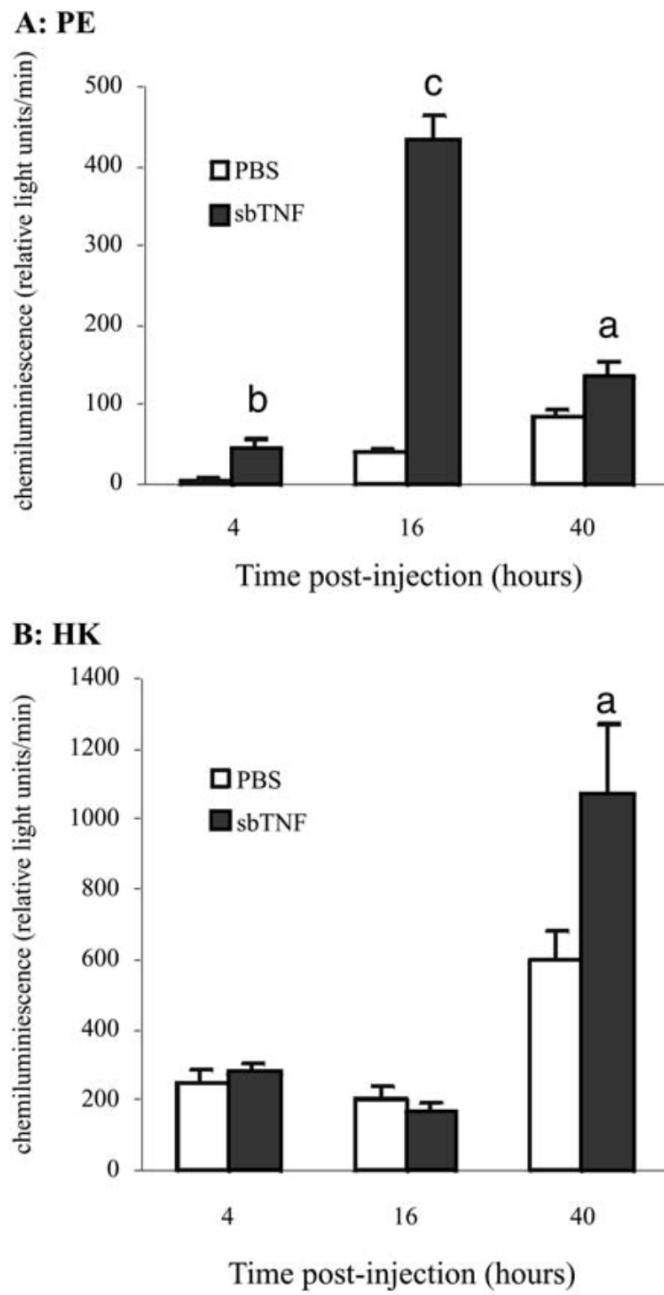 A: PE
chemiluminiescence (relative light units/min)
500
400
300
200
100
0
PBS
sbTNF
b
c
a
4
16
40
Time post-injection (hours)
B: HK
chemiluminiescence (relative light units/min)
1400
1200
1000
800
600
400
200
0
PBS
sbTNF
a
4
16
40
Time post-injection (hours)